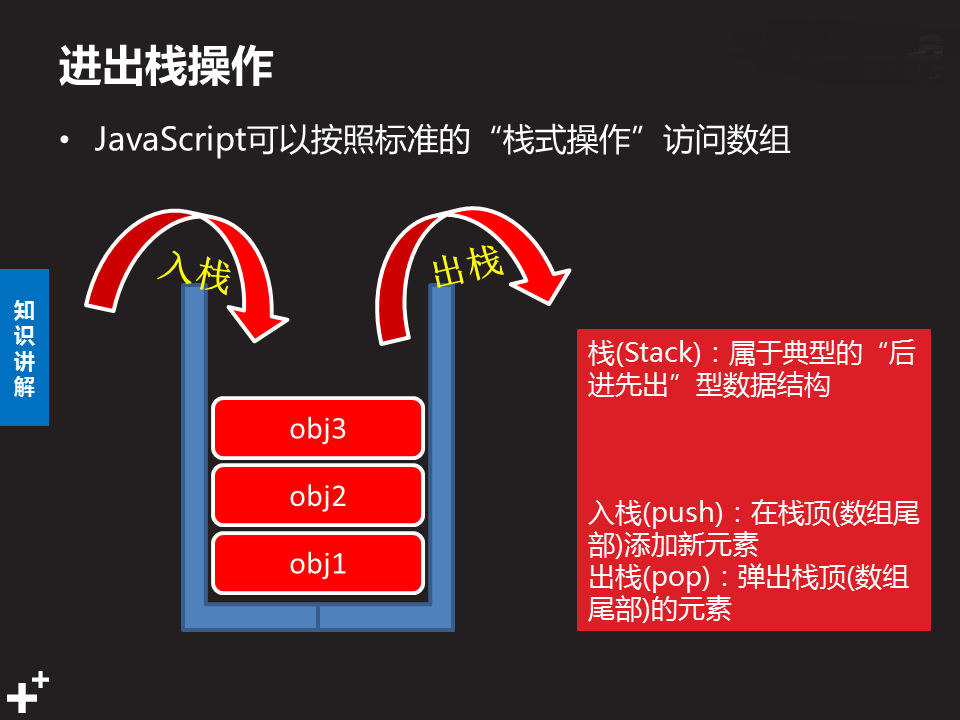 进出栈操作
• JavaScript可以按照标准的“栈式操作”访问数组
入栈
出栈
知
识
讲
解
obj3
obj2
obj1
栈(Stack)：属于典型的“后
进先出”型数据结构
入栈(push)：在栈顶(数组尾
部)添加新元素
出栈(pop)：弹出栈顶(数组
尾部)的元素